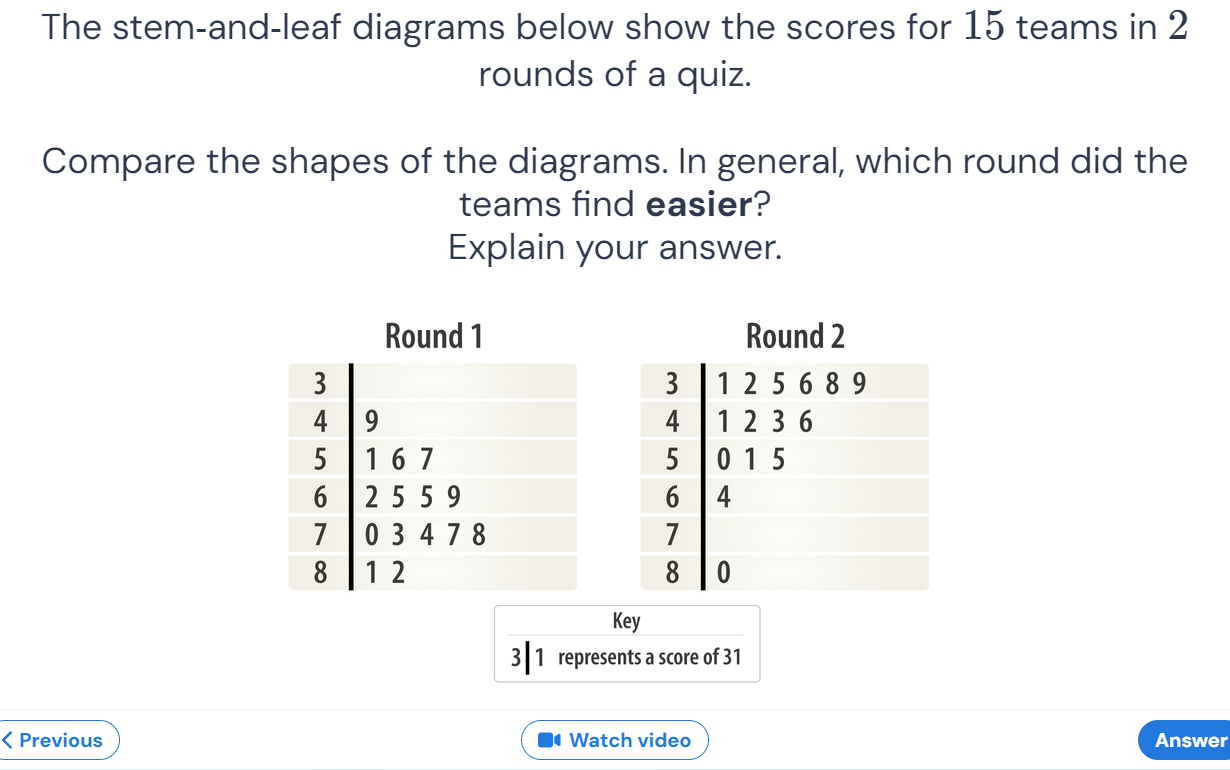 The stem-and-leaf diagrams below show the scores for 15 teams in 2
rounds of a quiz.
Compare the shapes of the diagrams. In general, which round did the
teams find easier?
Explain your answer.
Round 1
3
4 9
5 1 6 7
6 2 5 5 9
7 0 3 4 7 8
8 1 2
Round 2
3 1 2 5 6 8 9
4 1 2 3 6
5 0 1 5
6 4
7
8 0
Key
3|1 represents a score of 31
< Previous
Watch video
Answer